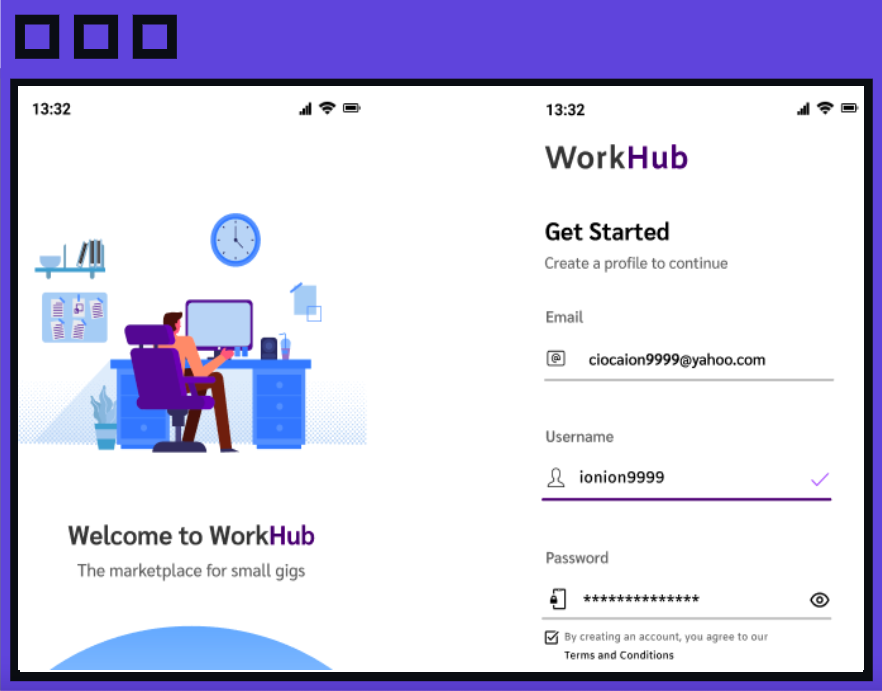 13:32
Welcome to WorkHub
The marketplace for small gigs
13:32
WorkHub
Get Started
Create a profile to continue
Email
ciocaion9999@yahoo.com
Username
ionion9999
Password
**************
By creating an account, you agree to our
Terms and Conditions